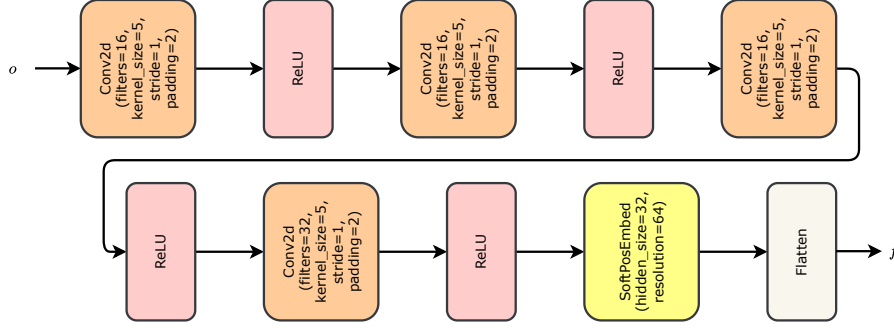 o
Conv2d
(filters=16,
kernel_size=5,
stride=1,
padding=2)
ReLU
Conv2d
(filters=16,
kernel_size=5,
stride=1,
padding=2)
ReLU
Conv2d
(filters=16,
kernel_size=5,
stride=1,
padding=2)
ReLU
Conv2d
(filters=32,
kernel_size=5,
stride=1,
padding=2)
ReLU
SoftPosEmbed
(hidden_size=32,
resolution=64)
Flatten